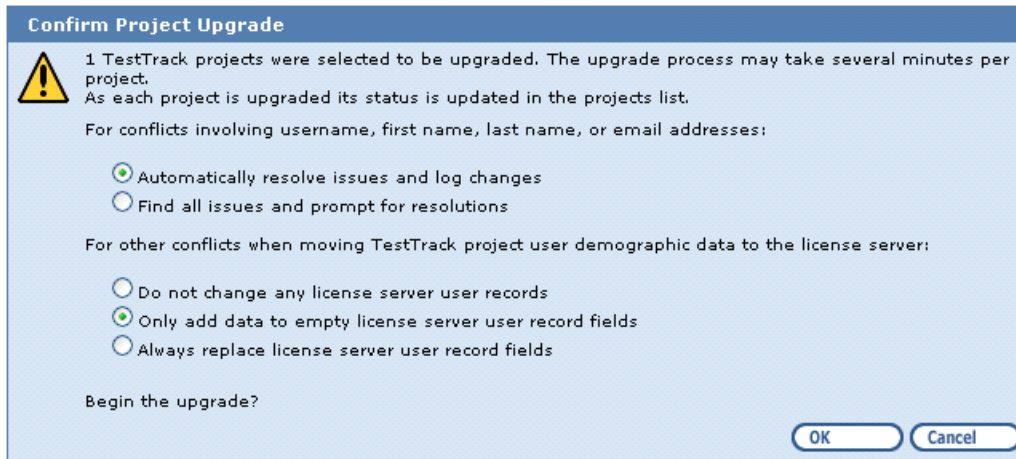 Confirm Project Upgrade
1 TestTrack projects were selected to be upgraded. The upgrade process may take several minutes per
project.
As each project is upgraded its status is updated in the projects list.
For conflicts involving username, first name, last name, or email addresses:
Automatically resolve issues and log changes
Find all issues and prompt for resolutions
For other conflicts when moving TestTrack project user demographic data to the license server:
Do not change any license server user records
Only add data to empty license server user record fields
Always replace license server user record fields
Begin the upgrade?
OK Cancel